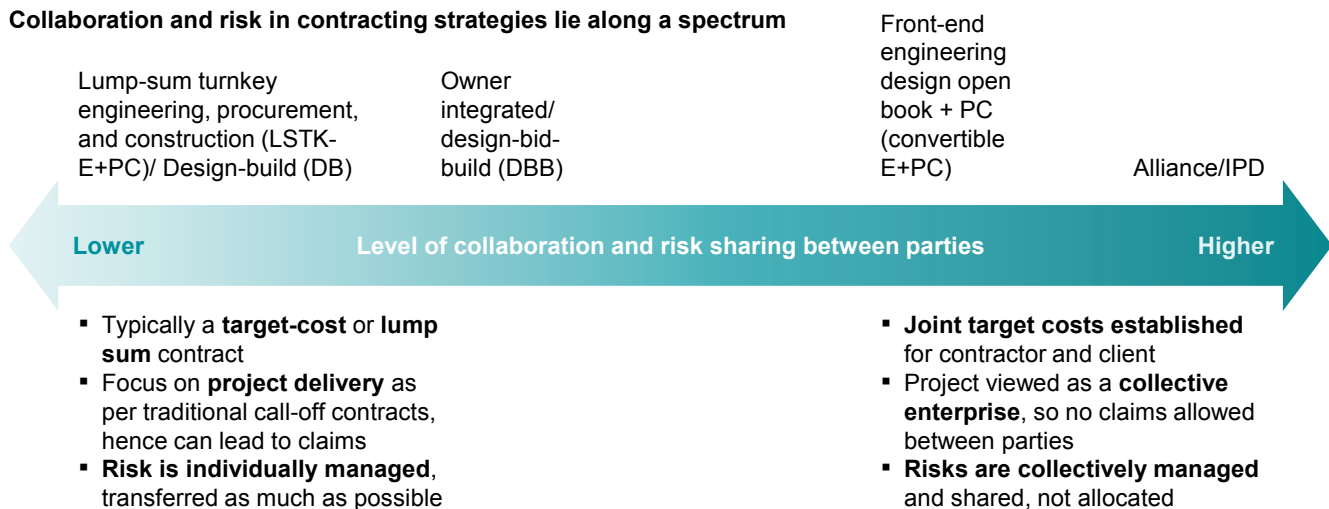 Collaboration and risk in contracting strategies lie along a spectrum
Lump-sum turnkey
engineering, procurement,
and construction (LSTK-
E+PC)/ Design-build (DB)
Owner
integrated/
design-bid-
build (DBB)
Front-end
engineering
design open
book + PC
(convertible
E+PC)
Alliance/IPD
Lower
Level of collaboration and risk sharing between parties
Higher
▪ Typically a target-cost or lump
sum contract
▪ Focus on project delivery as
per traditional call-off contracts,
hence can lead to claims
▪ Risk is individually managed,
transferred as much as possible
▪ Joint target costs established
for contractor and client
▪ Project viewed as a collective
enterprise, so no claims allowed
between parties
▪ Risks are collectively managed
and shared, not allocated